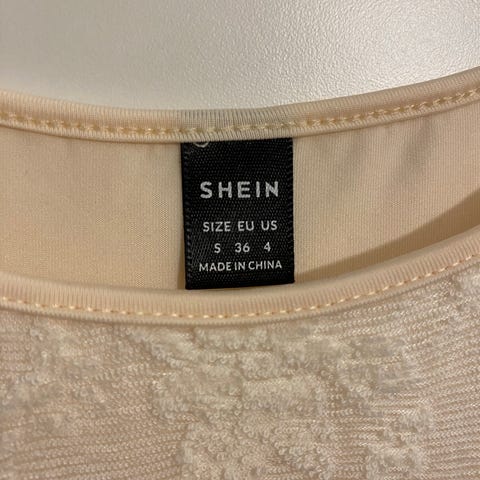 SHEIN
SIZE EU US
S 36 4
MADE IN CHINA